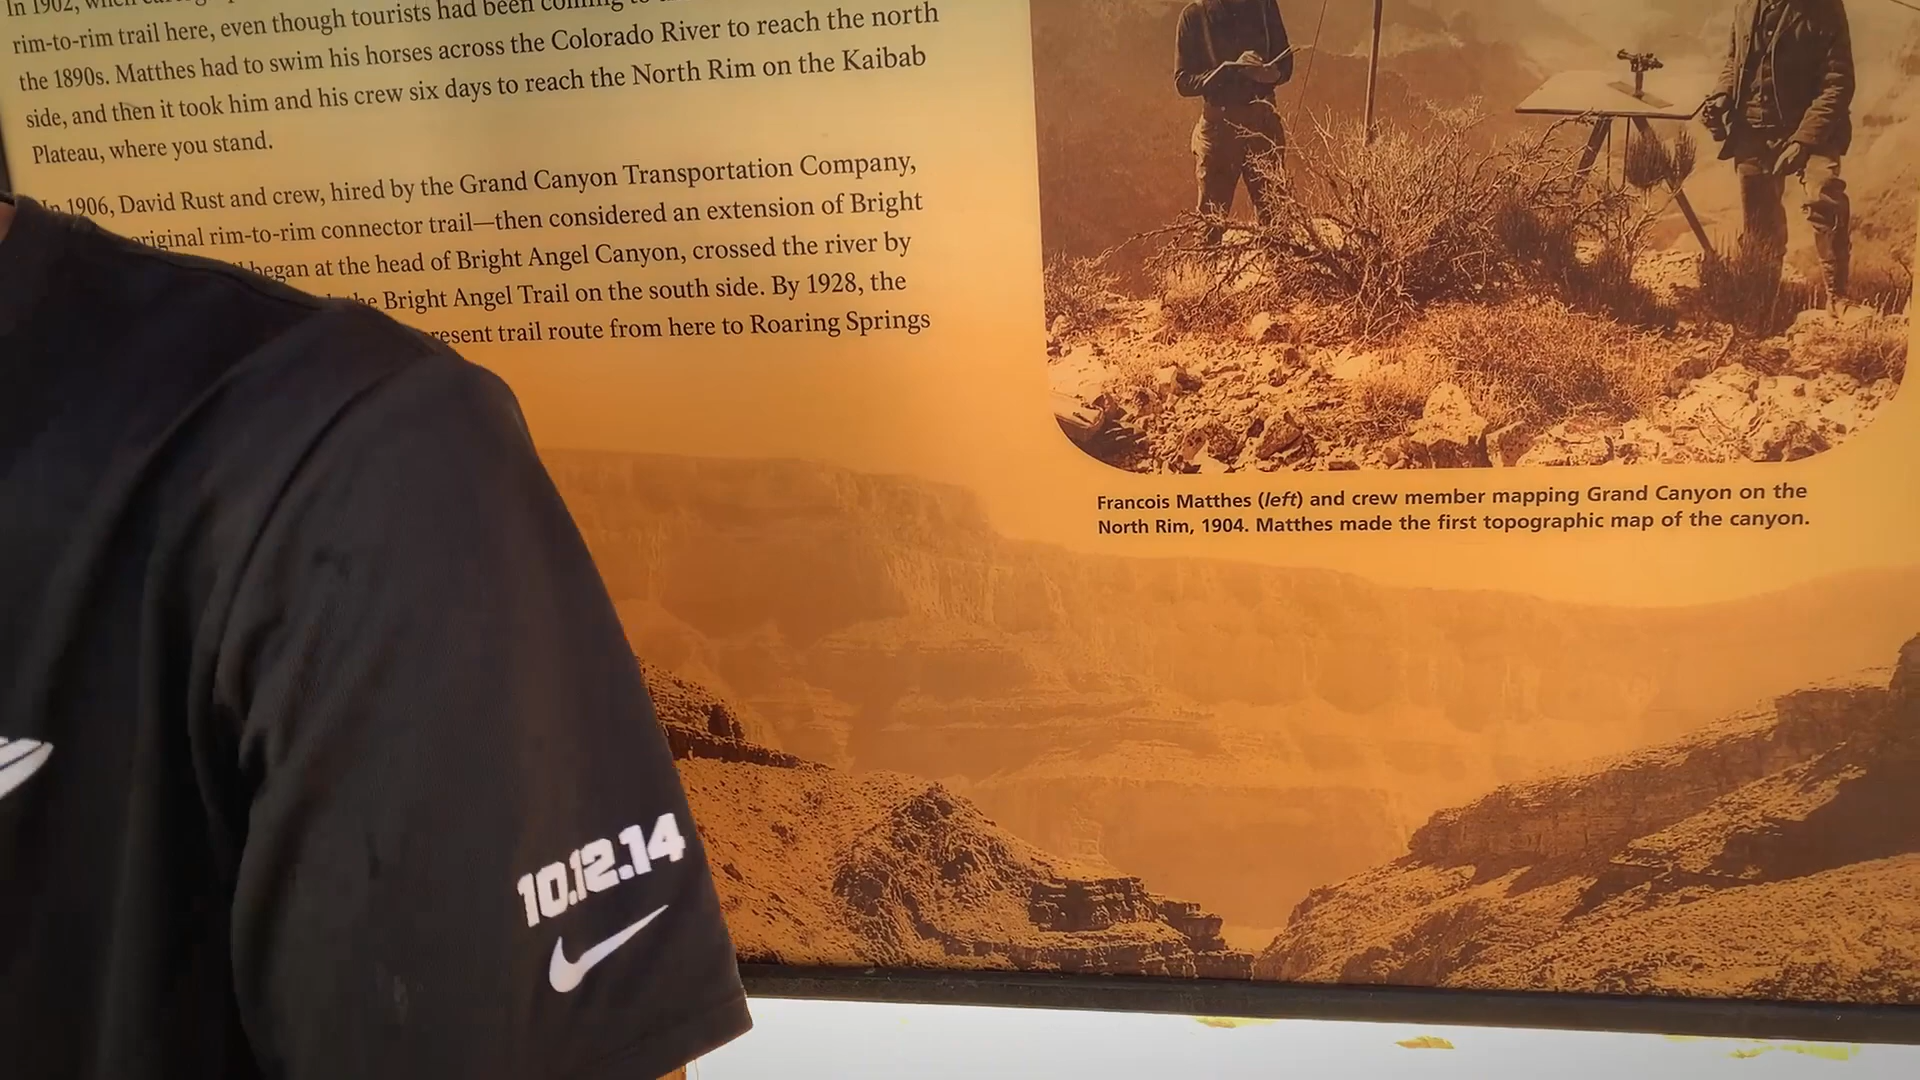 In 1902, when
rim-to-rim trail here, even though tourists had been coming to
the 1890s. Matthes had to swim his horses across the Colorado River to reach the north
side, and then it took him and his crew six days to reach the North Rim on the Kaibab
Plateau, where you stand.
In 1906, David Rust and crew, hired by the Grand Canyon Transportation Company,
original rim-to-rim connector trail—then considered an extension of Bright
began at the head of Bright Angel Canyon, crossed the river by
the Bright Angel Trail on the south side. By 1928, the
resent trail route from here to Roaring Springs
Francois Matthes (left) and crew member mapping Grand Canyon on the
North Rim, 1904. Matthes made the first topographic map of the canyon.
10.12.14